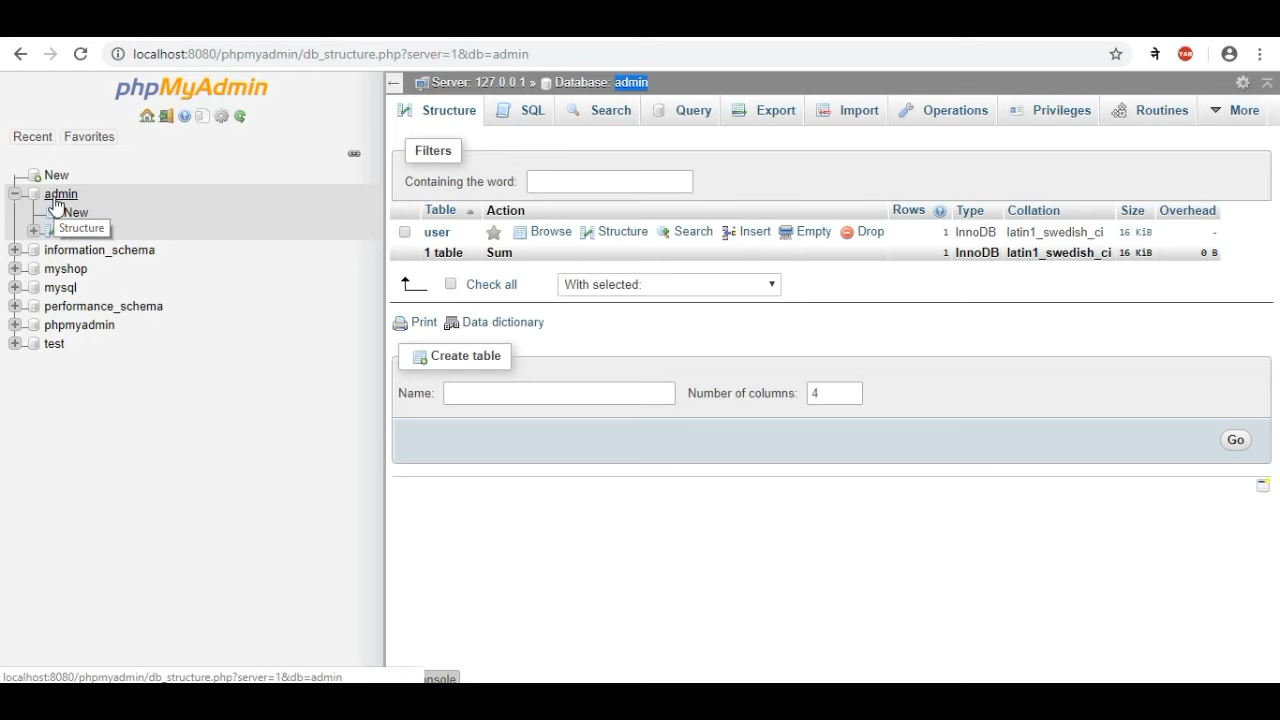 localhost:8080/phpmyadmin/db_structure.php?server=1&db=admin
ने
phpMyAdmin
Recent Favorites
New
admin
New
Structure
information_schema
myshop
mysql
performance_schema
phpmyadmin
test
Server: 127.0.0.1 » Database: admin
Structure SQL Search Query Export Import Operations Privileges Routines More
Filters
Containing the word:
Table Action Rows Type Collation Size Overhead
user Browse Structure Search Insert Empty Drop 1 InnoDB latin1_swedish_ci 16 KiB -
1 table Sum 1 InnoDB latin1_swedish_ci 16 KiB 0 B
Check all With selected:
Print Data dictionary
Create table
Name: Number of columns: 4
Go
localhost:8080/phpmyadmin/db_structure.php?server=1&db=admin